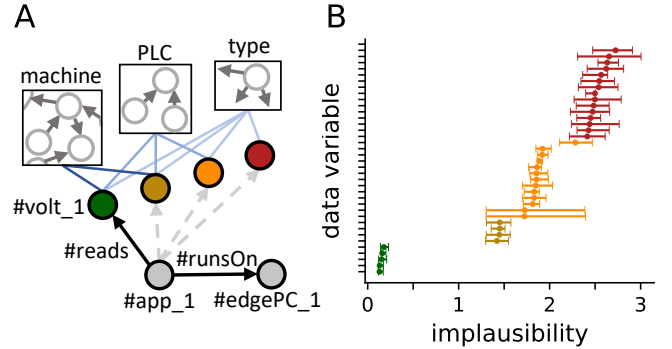 A
B
machine
PLC
type
#volt_1
#reads
#runsOn
#app_1
#edgePC_1
data variable
0
1
2
3
implausibility